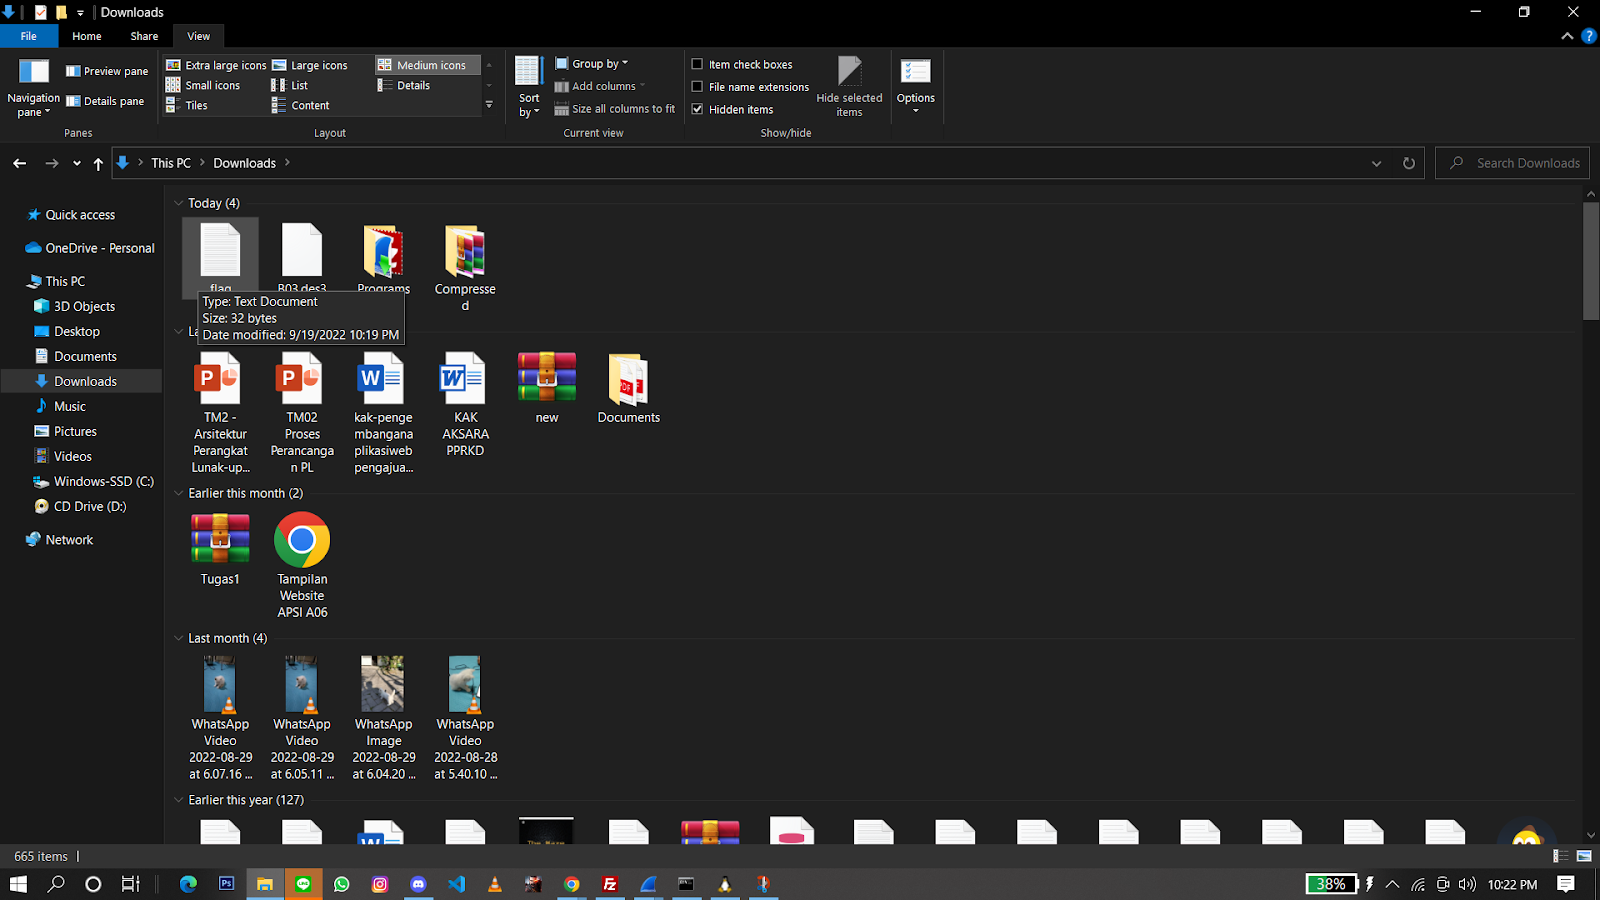 Downloads
File Home Share View
Navigation pane
Preview pane
Details pane
Panes
Extra large icons Large icons Medium icons
Small icons List Details
Tiles Content
Layout
Sort by
Group by
Add columns
Size all columns to fit
Current view
Item check boxes
File name extensions
Hidden items
Hide selected items
Show/hide
Options
This PC Downloads
Search Downloads
Quick access
OneDrive - Personal
This PC
3D Objects
Desktop
Documents
Downloads
Music
Pictures
Videos
Windows-SSD (C:)
CD Drive (D:)
Network
Today (4)
flag
B03.des3
Programs
Compresse
d
Type: Text Document
Size: 32 bytes
Date modified: 9/19/2022 10:19 PM
TM2 -
Arsitektur
Perangkat
Lunak-up...
TM02
Proses
Perancanga
n PL
kak-penge
mbangana
plikasiweb
pengajua...
KAK
AKSARA
PPRKD
new
Documents
Earlier this month (2)
Tugas1
Tampilan
Website
APSI A06
Last month (4)
WhatsApp
Video
2022-08-29
at 6.07.16 ...
WhatsApp
Video
2022-08-29
at 6.05.11 ...
WhatsApp
Image
2022-08-29
at 6.04.20 ...
WhatsApp
Video
2022-08-28
at 5.40.10 ...
Earlier this year (127)
665 items
38%
10:22 PM